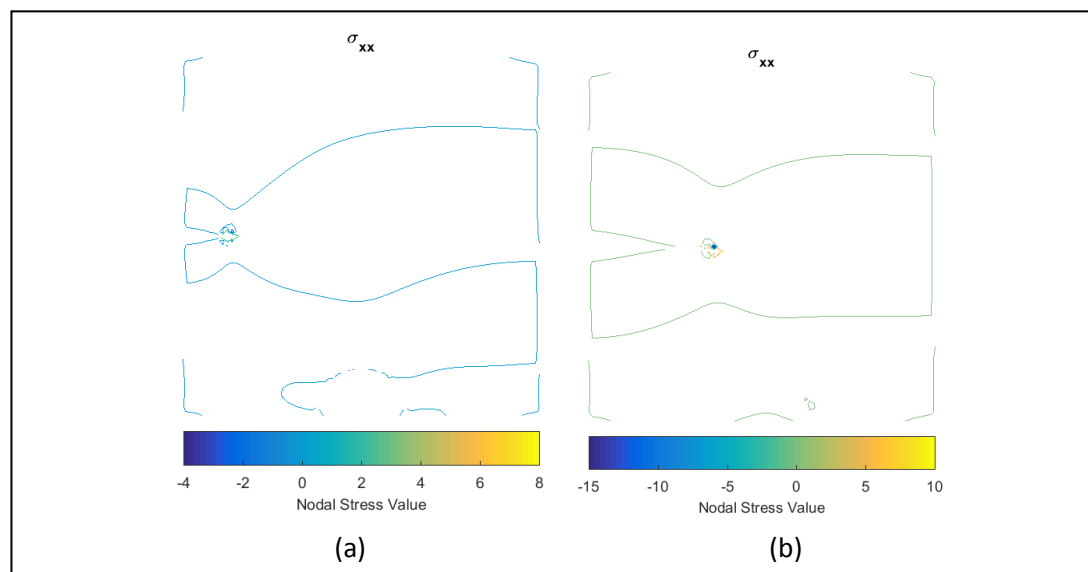 σxx
-4 -2 0 2 4 6 8
Nodal Stress Value
(a)
σxx
-15 -10 -5 0 5 10
Nodal Stress Value
(b)